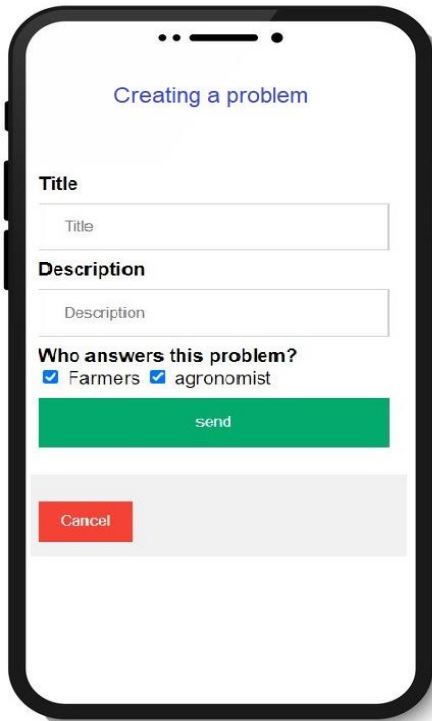 Creating a problem
Title
Title
Description
Description
Who answers this problem?
Farmers agronomist
send
Cancel